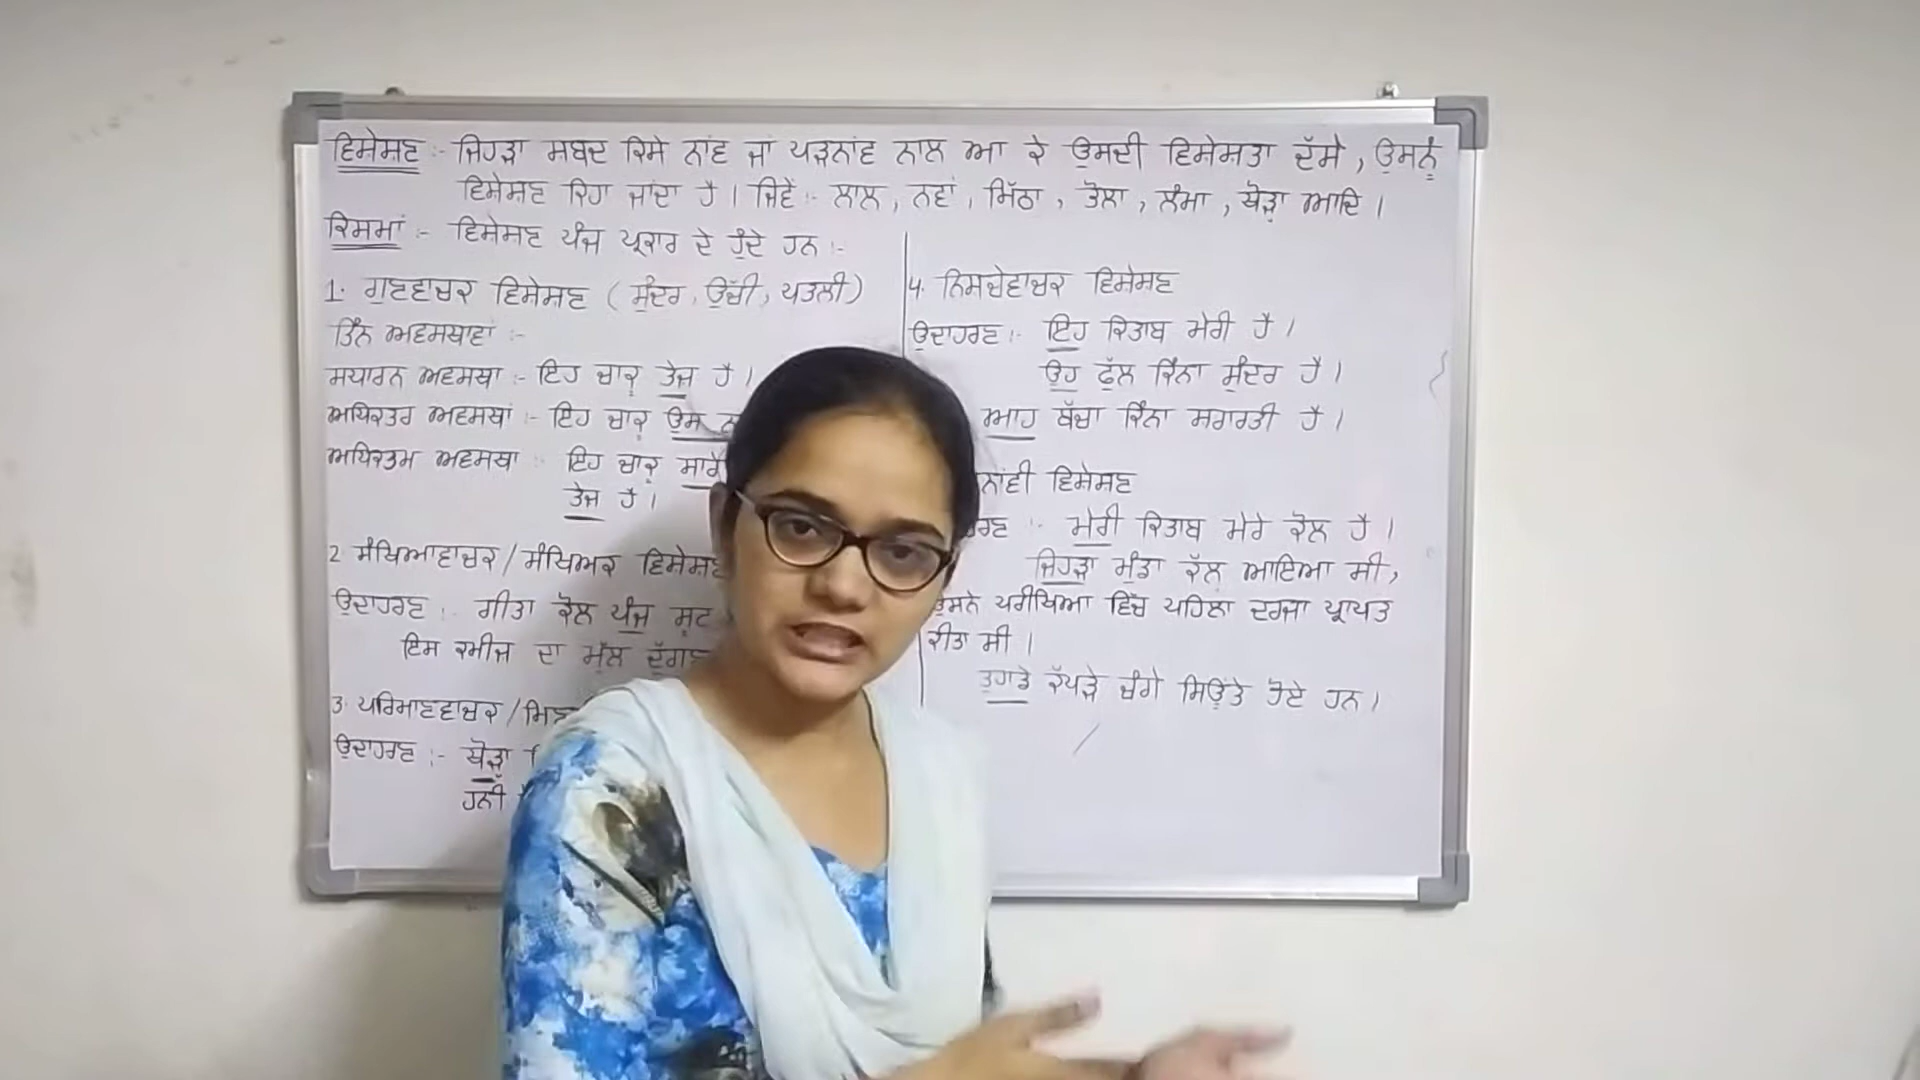 ਵਿਸ਼ੇਸ਼ਣ :- ਜਿਹੜਾ ਸ਼ਬਦ ਕਿਸੇ ਨਾਂਵ ਜਾਂ ਪੜਨਾਂਵ ਨਾਲ ਆ ਕੇ ਉਸਦੀ ਵਿਸ਼ੇਸ਼ਤਾ ਦੱਸੇ, ਉਸਨੂੰ
ਵਿਸ਼ੇਸ਼ਣ ਕਿਹਾ ਜਾਂਦਾ ਹੈ। ਜਿਵੇਂ :- ਲਾਲ, ਨਵਾਂ, ਮਿੱਠਾ, ਤੋਲਾ, ਲੰਮਾ, ਥੋੜ੍ਹਾ ਆਦਿ।
ਕਿਸਮਾਂ :- ਵਿਸ਼ੇਸ਼ਣ ਪੰਜ ਪ੍ਰਕਾਰ ਦੇ ਹੁੰਦੇ ਹਨ :-
1. ਗੁਣਵਾਚਕ ਵਿਸ਼ੇਸ਼ਣ (ਸੁੰਦਰ, ਉੱਚੀ, ਪਤਲੀ)
ਤਿੰਨ ਅਵਸਥਾਵਾਂ :-
ਸਧਾਰਨ ਅਵਸਥਾ :- ਇਹ ਚਾਕੂ ਤੇਜ਼ ਹੈ।
ਅਧਿਕਤਰ ਅਵਸਥਾਂ :- ਇਹ ਚਾਕੂ ਉਸ
ਅਧਿਕਤਮ ਅਵਸਥਾ :- ਇਹ ਚਾਕੂ ਸਾਰੇ
ਤੇਜ਼ ਹੈ।
2 ਸੰਖਿਆਵਾਚਕ/ਸੰਖਿਅਕ ਵਿਸ਼ੇਸ਼ਣ
ਉਦਾਹਰਣ :- ਗੀਤਾ ਕੋਲ ਪੰਜ ਸੂਟ
ਇਸ ਕਮੀਜ਼ ਦਾ ਮੁੱਲ
3. ਪਰਿਮਾਣਵਾਚਕ/
ਉਦਾਹਰਣ :- ਥੋੜ੍ਹਾ
ਹਨੀ
4. ਨਿਸਚੇਵਾਚਕ ਵਿਸ਼ੇਸ਼ਣ
ਉਦਾਹਰਣ :- ਇਹ ਕਿਤਾਬ ਮੇਰੀ ਹੈ।
ਉਹ ਫੁੱਲ ਕਿੰਨਾ ਸੁੰਦਰ ਹੈ।
ਆਹ ਬੱਚਾ ਕਿੰਨਾ ਸ਼ਰਾਰਤੀ ਹੈ।
ਨਾਂਵੀ ਵਿਸ਼ੇਸ਼ਣ
ਰਣ :- ਮੇਰੀ ਕਿਤਾਬ ਮੇਰੇ ਕੋਲ ਹੈ।
ਜਿਹੜਾ ਮੁੰਡਾ ਕੱਲ੍ਹ ਆਇਆ ਸੀ,
ਉਸਨੇ ਪਰੀਖਿਆ ਵਿੱਚ ਪਹਿਲਾ ਦਰਜਾ ਪ੍ਰਾਪਤ
ਕੀਤਾ ਸੀ।
ਤੁਹਾਡੇ ਕੱਪੜੇ ਚੰਗੇ ਸਿਊਂਤੇ ਹੋਏ ਹਨ।